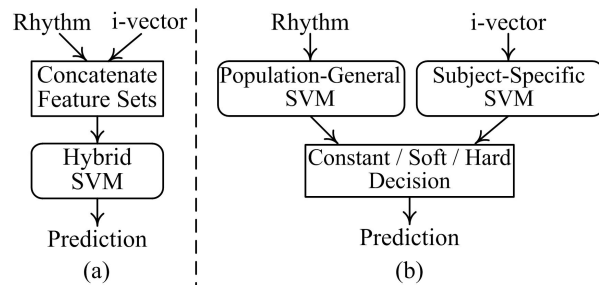 Rhythm i-vector
Concatenate
Feature Sets
Hybrid
SVM
Prediction
(a)
Rhythm
i-vector
Population-General
SVM
Subject-Specific
SVM
Constant / Soft / Hard
Decision
Prediction
(b)